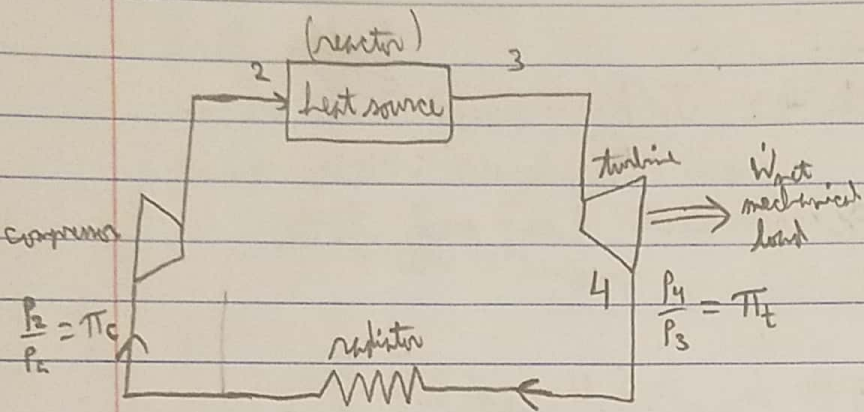 (reactor)
2
3
heat source
turbine
Ẇnet
mechanical
load
compressor
4
P2/P1 = πc
P4/P3 = πt
radiator